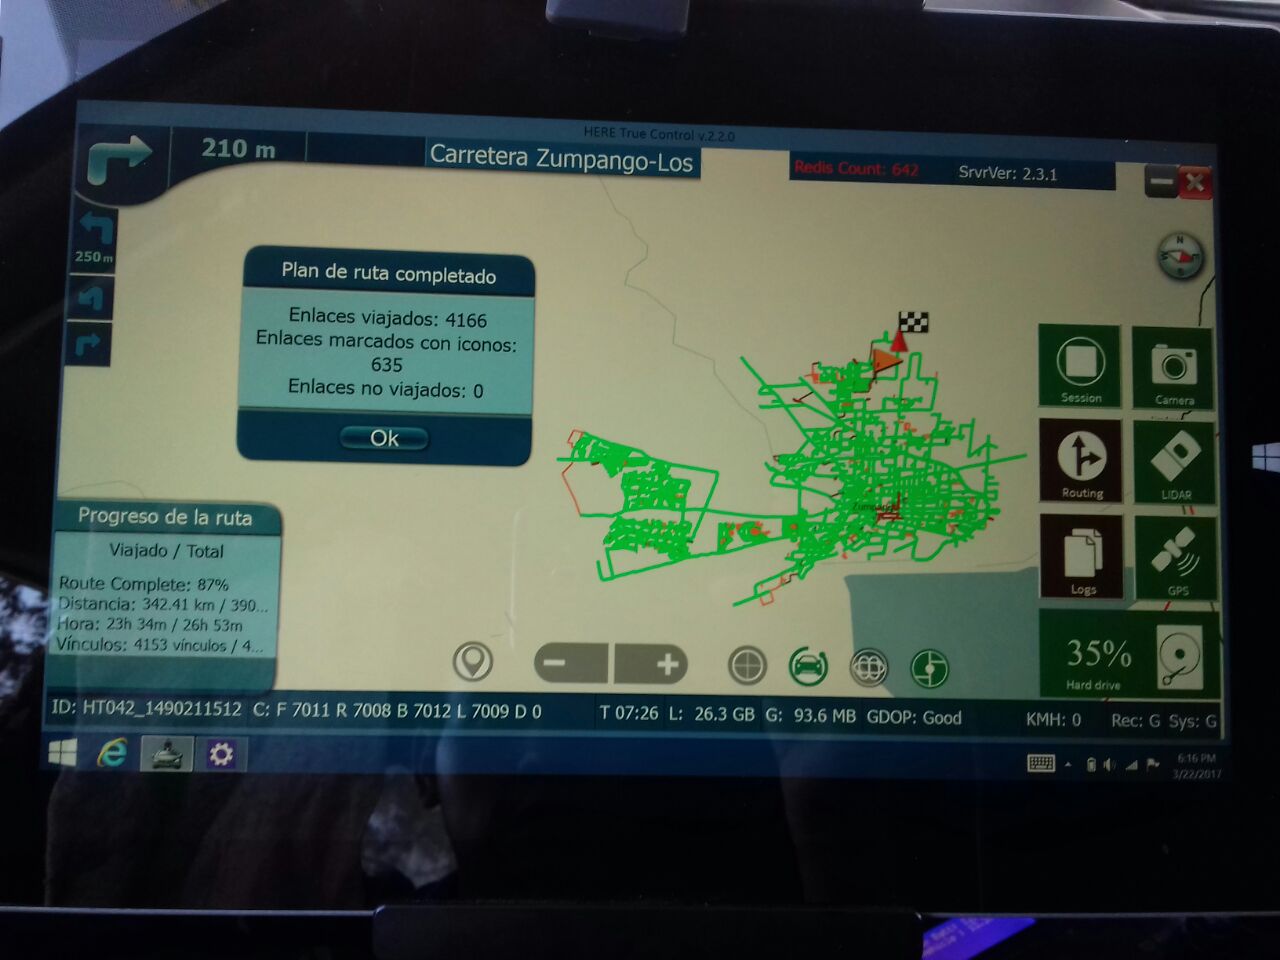 HERE True Control v.2.2.0
210 m
Carretera Zumpango-Los
Redis Count: 642
SrvrVer: 2.3.1
250 m
N
Plan de ruta completado
Enlaces viajados: 4166
Enlaces marcados con iconos:
635
Enlaces no viajados: 0
Ok
Session
Camera
Routing
LIDAR
Logs
GPS
35%
Hard drive
Zumpango
Progreso de la ruta
Viajado / Total
Route Complete: 87%
Distancia: 342.41 km / 390...
Hora: 23h 34m / 26h 53m
Vínculos: 4153 vínculos / 4...
ID: HT042_1490211512 C: F 7011 R 7008 B 7012 L 7009 D 0 T 07:26 L: 26.3 GB G: 93.6 MB GDOP: Good KMH: 0 Rec: G Sys: G
6:16 PM
3/22/2017